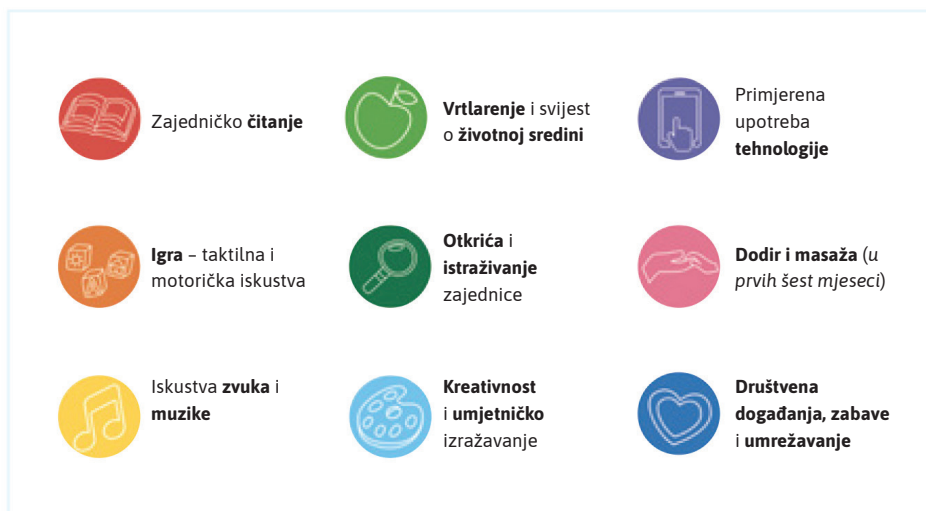 Zajedničko čitanje
Vrtlarenje i svijest
o životnoj sredini
Primjerena
upotreba
tehnologije
Igra – taktilna i
motorička iskustva
Otkrića i
istraživanje
zajednice
Dodir i masaža (u
prvih šest mjeseci)
Iskustva zvuka i
muzike
Kreativnost
i umjetničko
izražavanje
Društvena
događanja, zabave
i umrežavanje